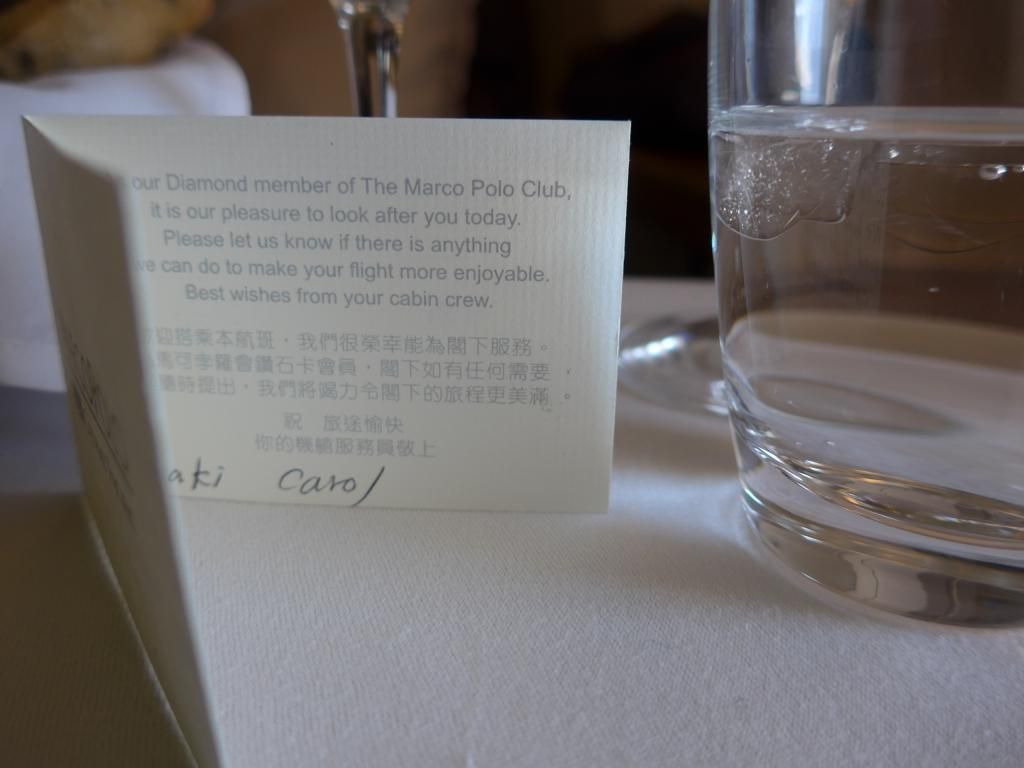 our Diamond member of The Marco Polo Club,
it is our pleasure to look after you today.
Please let us know if there is anything
we can do to make your flight more enjoyable.
Best wishes from your cabin crew.
迎搭乘本航班，我們很榮幸能為閣下服務。
馬可孛羅會鑽石卡會員，閣下如有任何需要
隨時提出，我們將竭力令閣下的旅程更美滿。
祝 旅途愉快
你的機艙服務員敬上
aki Carol